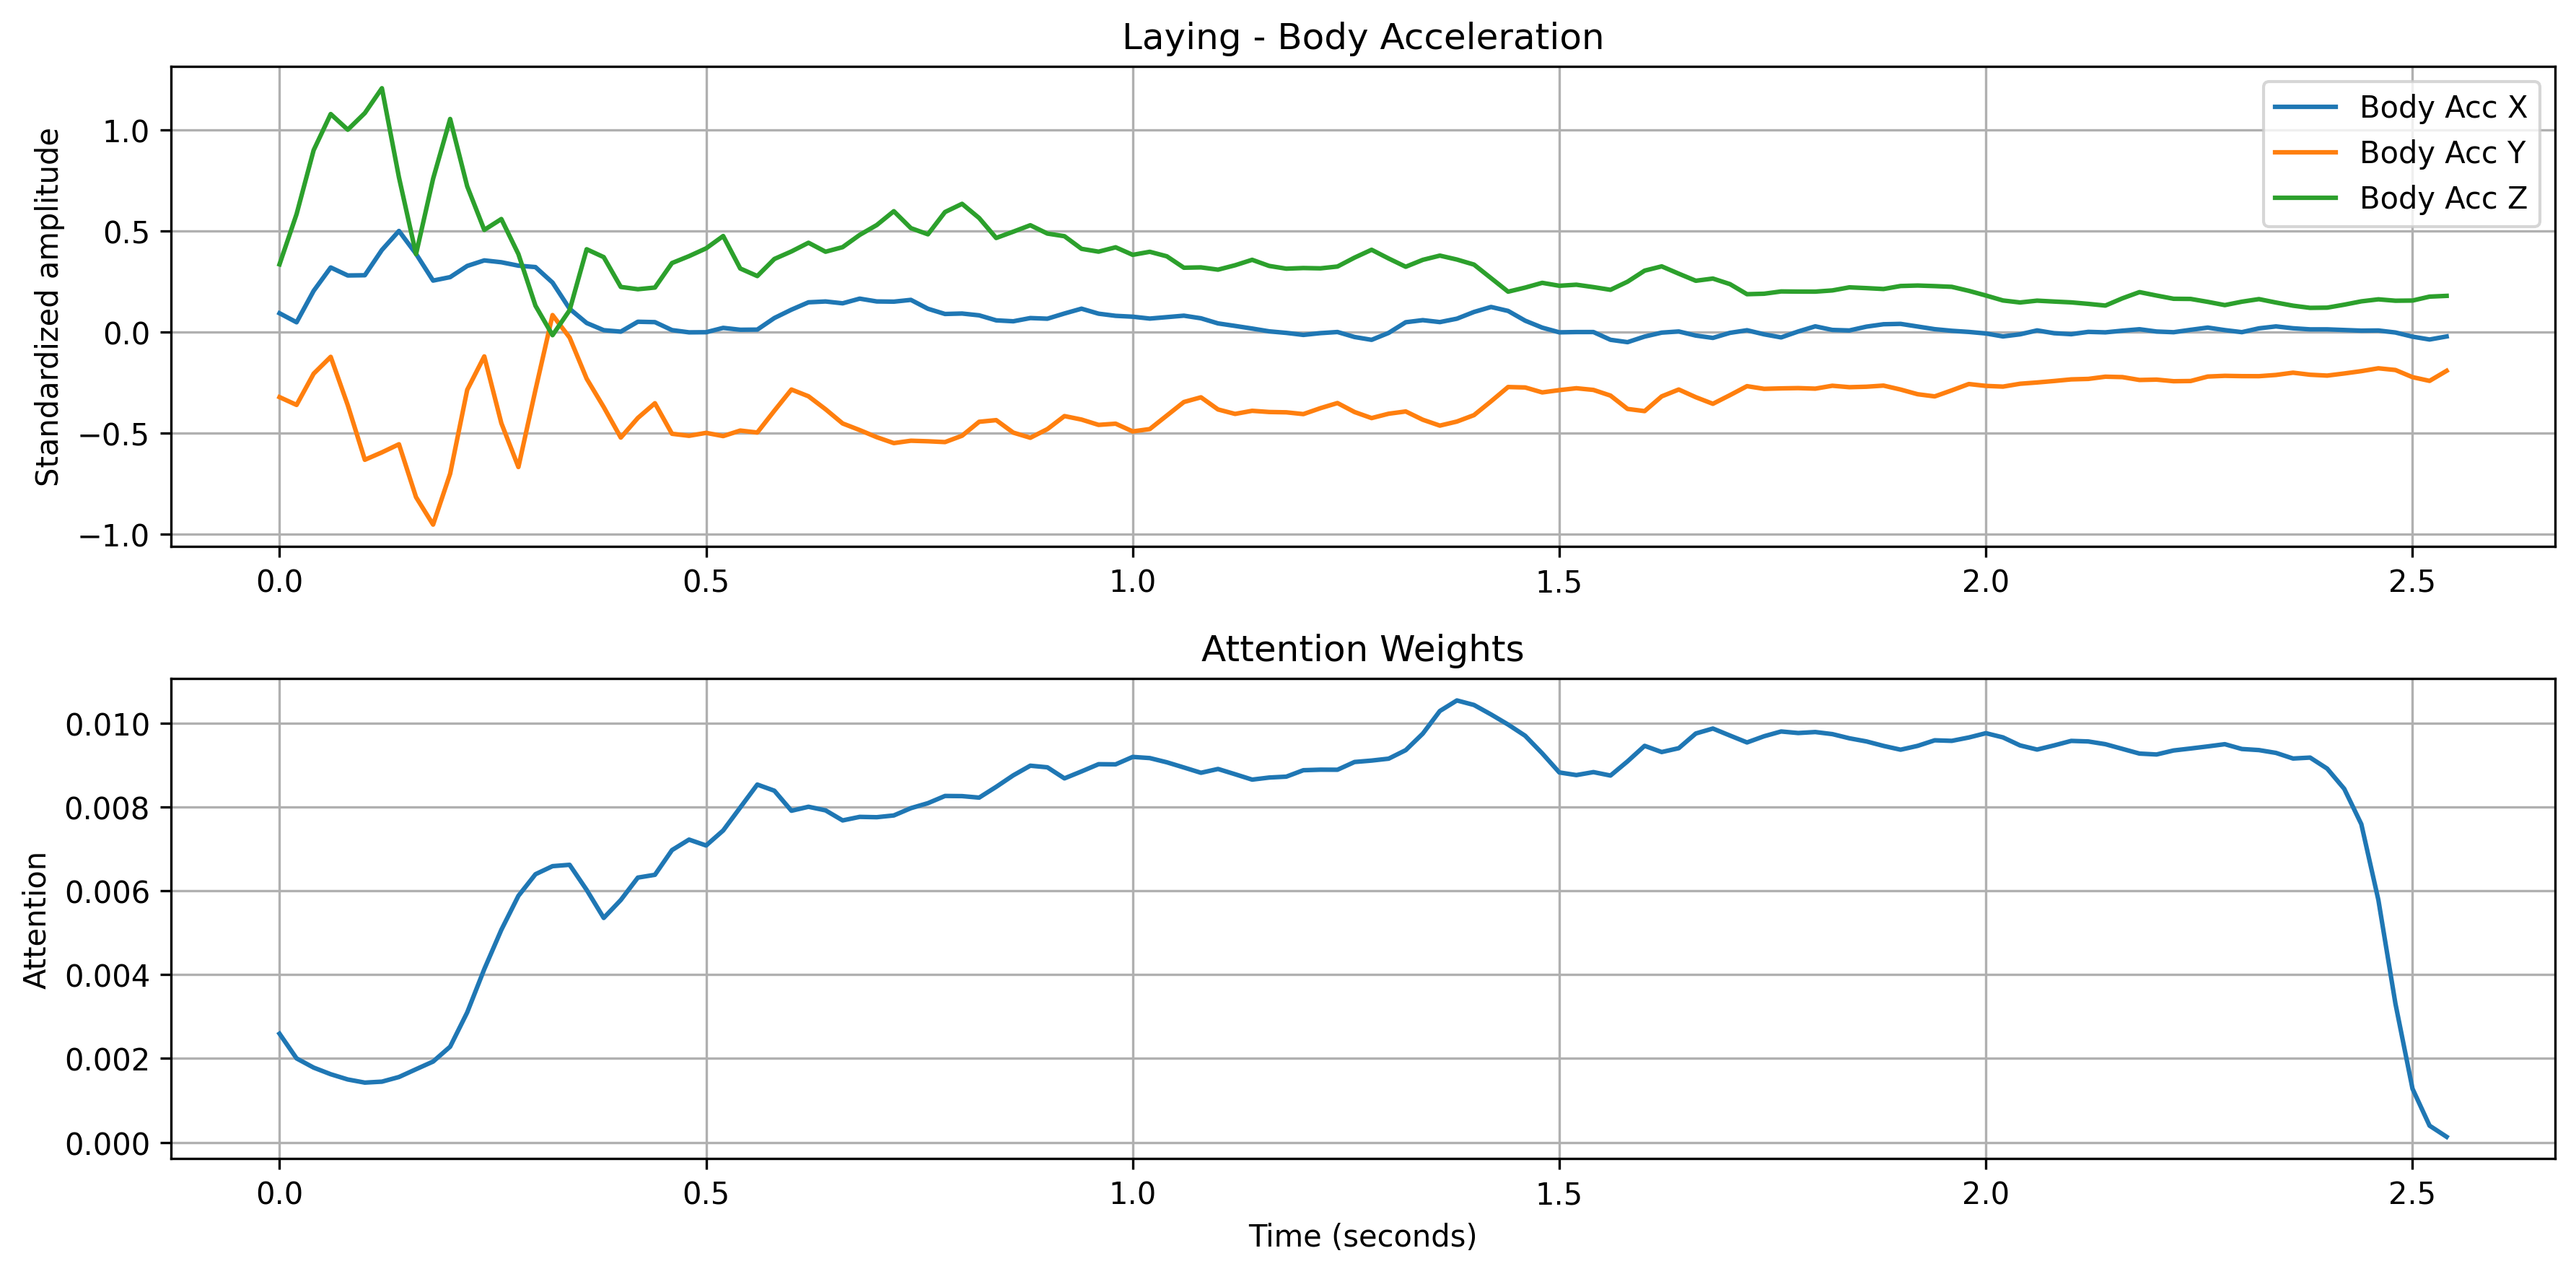 Laying - Body Acceleration
Standardized amplitude
1.0
0.5
0.0
−0.5
−1.0
Body Acc X
Body Acc Y
Body Acc Z
0.0 0.5 1.0 1.5 2.0 2.5
Attention Weights
Attention
0.010
0.008
0.006
0.004
0.002
0.000
0.0 0.5 1.0 1.5 2.0 2.5
Time (seconds)